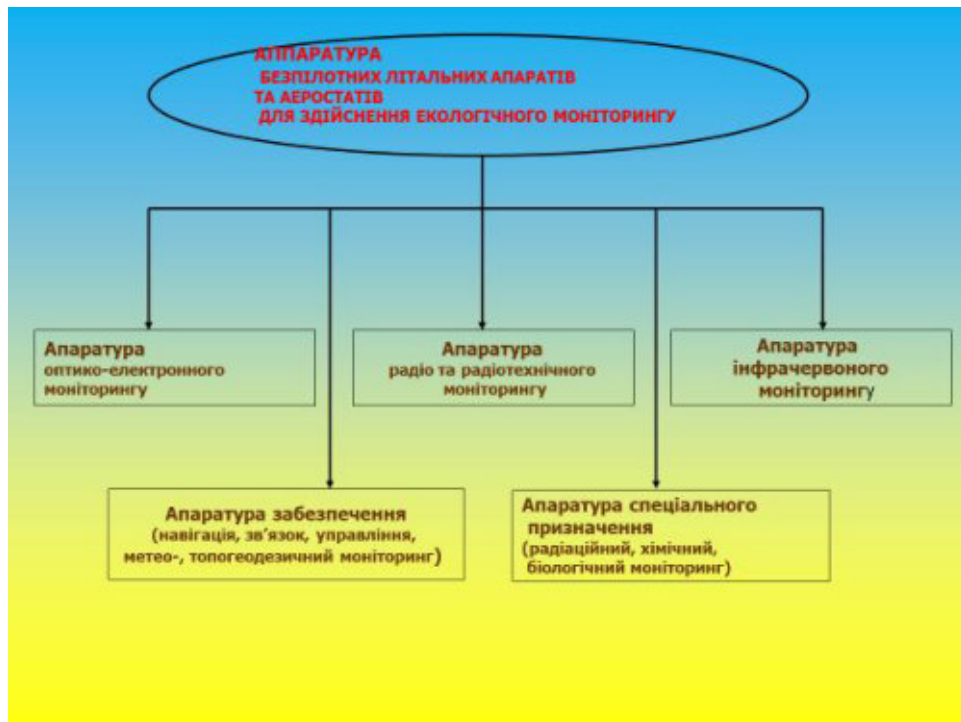 АППАРАТУРА
БЕЗПІЛОТНИХ ЛІТАЛЬНИХ АПАРАТІВ
ТА АЕРОСТАТІВ
ДЛЯ ЗДІЙСНЕННЯ ЕКОЛОГІЧНОГО МОНІТОРИНГУ
Апаратура
оптико-електронного
моніторингу
Апаратура
радіо та радіотехнічного
моніторингу
Апаратура
інфрачервоного
моніторингу
Апаратура забезпечення
(навігація, зв’язок, управління,
метео-, топогеодезичний моніторинг)
Апаратура спеціального
призначення
(радіаційний, хімічний,
біологічний моніторинг)